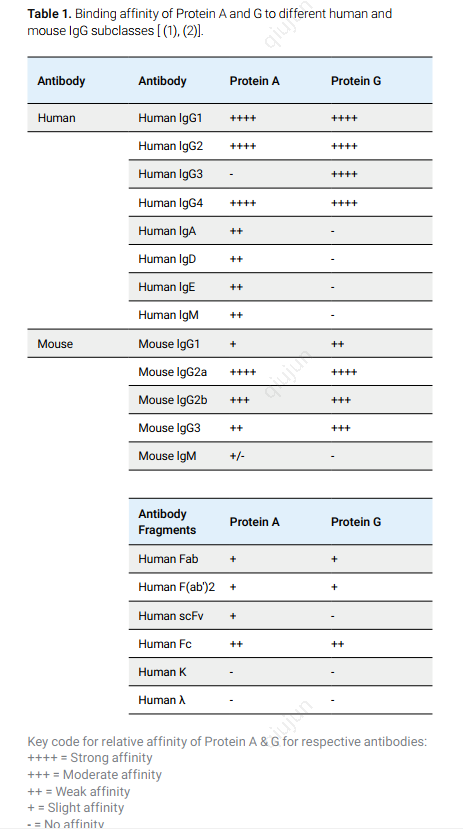 Table 1. Binding affinity of Protein A and G to different human and
mouse IgG subclasses [ (1), (2)].
Antibody Antibody Protein A Protein G
Human Human IgG1 ++++ ++++
Human IgG2 ++++ ++++
Human IgG3 - ++++
Human IgG4 ++++ ++++
Human IgA ++ -
Human IgD ++ -
Human IgE ++ -
Human IgM ++ -
Mouse Mouse IgG1 + ++
Mouse IgG2a ++++ ++++
Mouse IgG2b +++ +++
Mouse IgG3 ++ +++
Mouse IgM +/- -
Antibody
Fragments Protein A Protein G
Human Fab + +
Human F(ab')2 + +
Human scFv + -
Human Fc ++ ++
Human K - -
Human λ - -
Key code for relative affinity of Protein A & G for respective antibodies:
++++ = Strong affinity
+++ = Moderate affinity
++ = Weak affinity
+ = Slight affinity
- = No affinity
qiujun
qiujun
qiujun